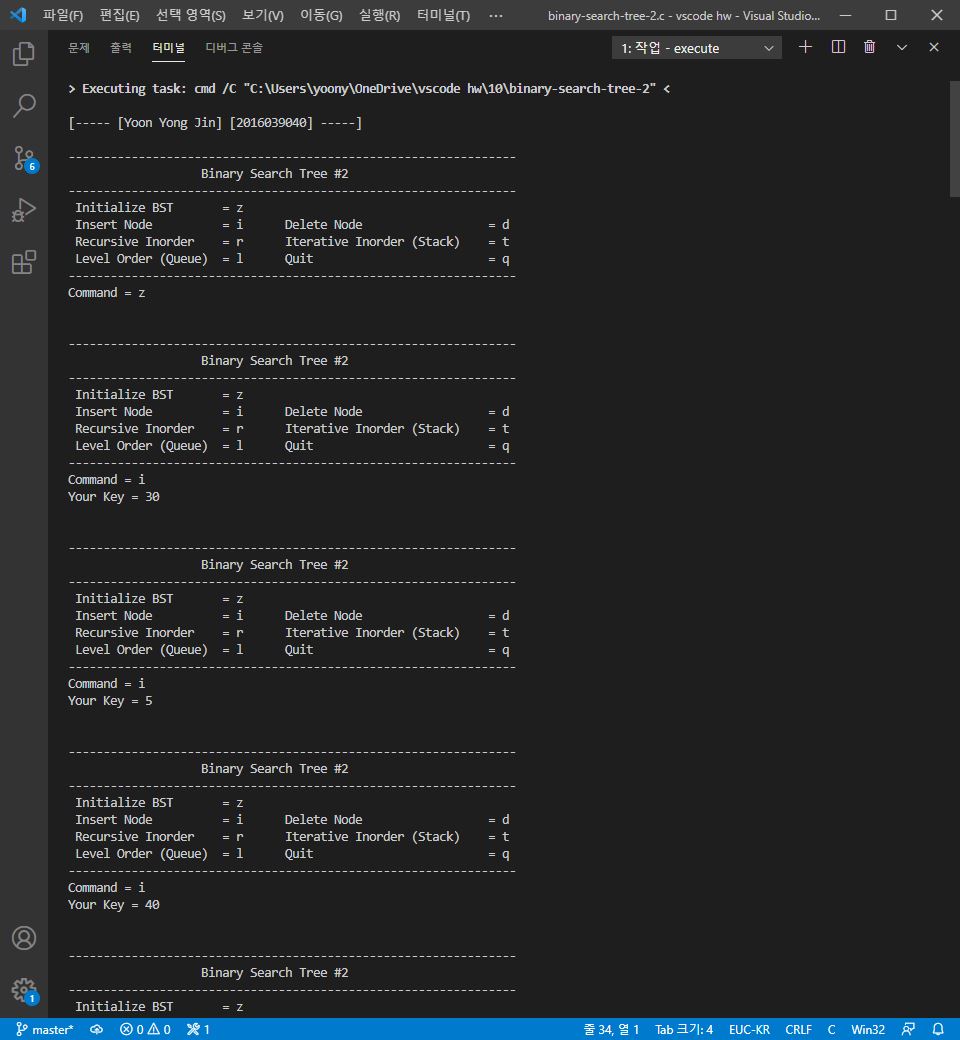 파일(F) 편집(E) 선택 영역(S) 보기(V) 이동(G) 실행(R) 터미널(T) ··· binary-search-tree-2.c - vscode hw - Visual Studio...
문제 출력 터미널 디버그 콘솔 1: 작업 - execute
> Executing task: cmd /C "C:\Users\yoony\OneDrive\vscode hw\10\binary-search-tree-2" <
[----- [Yoon Yong Jin] [2016039040] -----]
----------------------------------------------------------------
Binary Search Tree #2
----------------------------------------------------------------
Initialize BST = z
Insert Node = i Delete Node = d
Recursive Inorder = r Iterative Inorder (Stack) = t
Level Order (Queue) = l Quit = q
----------------------------------------------------------------
Command = z
----------------------------------------------------------------
Binary Search Tree #2
----------------------------------------------------------------
Initialize BST = z
Insert Node = i Delete Node = d
Recursive Inorder = r Iterative Inorder (Stack) = t
Level Order (Queue) = l Quit = q
----------------------------------------------------------------
Command = i
Your Key = 30
----------------------------------------------------------------
Binary Search Tree #2
----------------------------------------------------------------
Initialize BST = z
Insert Node = i Delete Node = d
Recursive Inorder = r Iterative Inorder (Stack) = t
Level Order (Queue) = l Quit = q
----------------------------------------------------------------
Command = i
Your Key = 5
----------------------------------------------------------------
Binary Search Tree #2
----------------------------------------------------------------
Initialize BST = z
Insert Node = i Delete Node = d
Recursive Inorder = r Iterative Inorder (Stack) = t
Level Order (Queue) = l Quit = q
----------------------------------------------------------------
Command = i
Your Key = 40
----------------------------------------------------------------
Binary Search Tree #2
----------------------------------------------------------------
Initialize BST = z
6
1
master* 0 0 1 줄 34, 열 1 Tab 크기: 4 EUC-KR CRLF C Win32